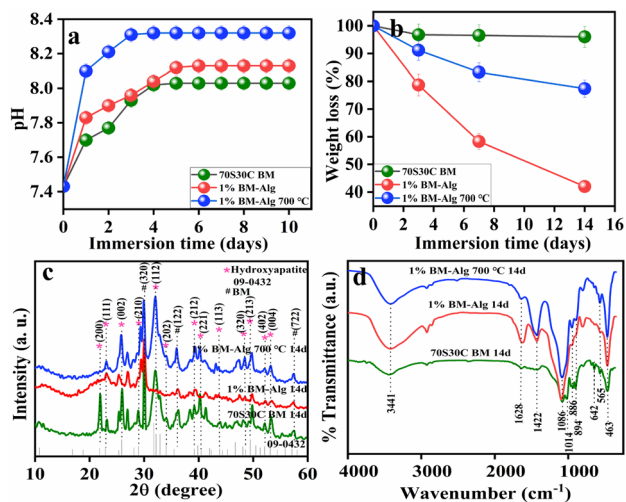 a
8.4
8.2
8.0
7.8
7.6
7.4
pH
0 2 4 6 8 10
Immersion time (days)
70S30C BM
1% BM-Alg
1% BM-Alg 700 °C
b
100
90
80
70
60
50
40
Weight loss (%)
0 3 6 9 12 15
Immersion time (days)
70S30C BM
1% BM-Alg
1% BM-Alg 700 °C
c
*Hydroxyapatite
09-0432
#BM
*(200)
*(111)
*(002)
*(210)
#(320)
*(112)
*(202)
#(122)
*(212)
*(221)
*(113)
(320)
*(213)
*(402)
*(004)
*(722)
1% BM-Alg 700 °C 14d
1% BM-Alg 14d
70S30C BM 14d
09-0432
Intensity (a. u.)
10 20 30 40 50 60
2θ (degree)
d
1% BM-Alg 700 °C 14d
1% BM-Alg 14d
70S30C BM 14d
3441
1628
1422
1086
1014
886
894
642
565
463
% Transmittance (a.u.)
4000 3000 2000 1000
Wavenumber (cm-1)